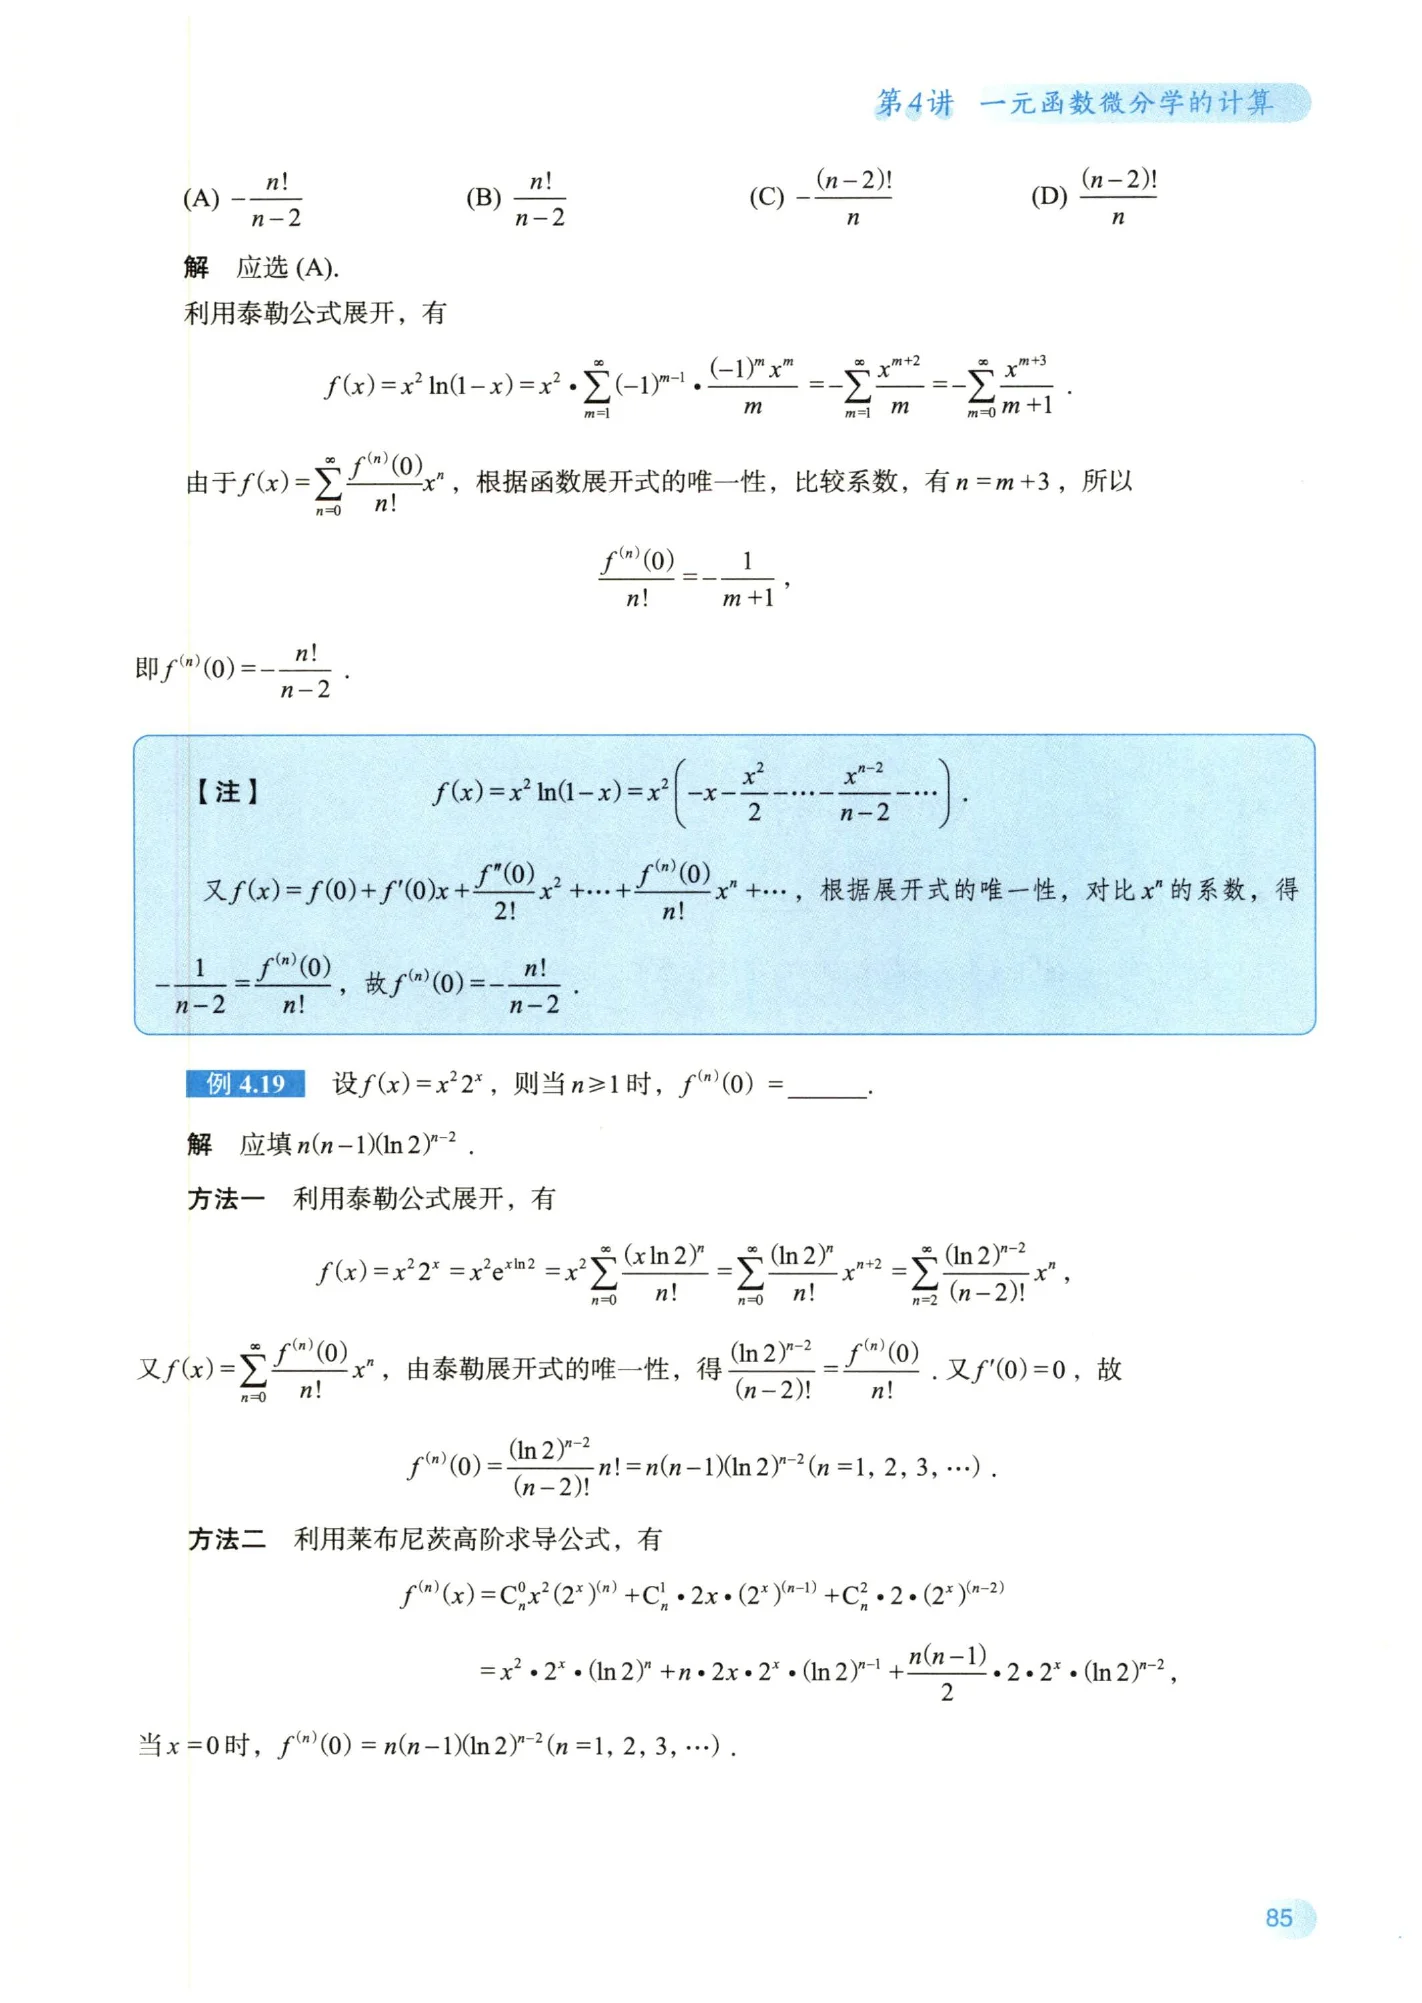 第4讲 一元函数微分学的计算
(A) $-\frac{n!}{n-2}$ (B) $\frac{n!}{n-2}$ (C) $-\frac{(n-2)!}{n}$ (D) $\frac{(n-2)!}{n}$
解 应选 (A).
利用泰勒公式展开，有
$f(x)=x^2\ln(1-x)=x^2\cdot\sum_{m=1}^{\infty}(-1)^{m-1}\cdot\frac{(-1)^m x^m}{m}=-\sum_{m=1}^{\infty}\frac{x^{m+2}}{m}=-\sum_{m=0}^{\infty}\frac{x^{m+3}}{m+1}.$
由于$f(x)=\sum_{n=0}^{\infty}\frac{f^{(n)}(0)}{n!}x^n$，根据函数展开式的唯一性，比较系数，有 $n=m+3$，所以
$\frac{f^{(n)}(0)}{n!}=-\frac{1}{m+1},$
即$f^{(n)}(0)=-\frac{n!}{n-2}.$
【注】 $f(x)=x^2\ln(1-x)=x^2\left(-x-\frac{x^2}{2}-\cdots-\frac{x^{n-2}}{n-2}-\cdots\right).$
又$f(x)=f(0)+f'(0)x+\frac{f''(0)}{2!}x^2+\cdots+\frac{f^{(n)}(0)}{n!}x^n+\cdots$，根据展开式的唯一性，对比$x^n$的系数，得
$-\frac{1}{n-2}=\frac{f^{(n)}(0)}{n!}$，故$f^{(n)}(0)=-\frac{n!}{n-2}.$
例 4.19 设$f(x)=x^2 2^x$，则当$n\geqslant 1$时，$f^{(n)}(0)=$______.
解 应填$n(n-1)(\ln 2)^{n-2}.$
方法一 利用泰勒公式展开，有
$f(x)=x^2 2^x=x^2 e^{x\ln 2}=x^2\sum_{n=0}^{\infty}\frac{(x\ln 2)^n}{n!}=\sum_{n=0}^{\infty}\frac{(\ln 2)^n}{n!}x^{n+2}=\sum_{n=2}^{\infty}\frac{(\ln 2)^{n-2}}{(n-2)!}x^n,$
又$f(x)=\sum_{n=0}^{\infty}\frac{f^{(n)}(0)}{n!}x^n$，由泰勒展开式的唯一性，得$\frac{(\ln 2)^{n-2}}{(n-2)!}=\frac{f^{(n)}(0)}{n!}$.又$f'(0)=0$，故
$f^{(n)}(0)=\frac{(\ln 2)^{n-2}}{(n-2)!}n!=n(n-1)(\ln 2)^{n-2}(n=1,2,3,\cdots).$
方法二 利用莱布尼茨高阶求导公式，有
$f^{(n)}(x)=C_n^0 x^2(2^x)^{(n)}+C_n^1\cdot 2x\cdot(2^x)^{(n-1)}+C_n^2\cdot 2\cdot(2^x)^{(n-2)}$
$=x^2\cdot 2^x\cdot(\ln 2)^n+n\cdot 2x\cdot 2^x\cdot(\ln 2)^{n-1}+\frac{n(n-1)}{2}\cdot 2\cdot 2^x\cdot(\ln 2)^{n-2},$
当$x=0$时，$f^{(n)}(0)=n(n-1)(\ln 2)^{n-2}(n=1,2,3,\cdots).$
85